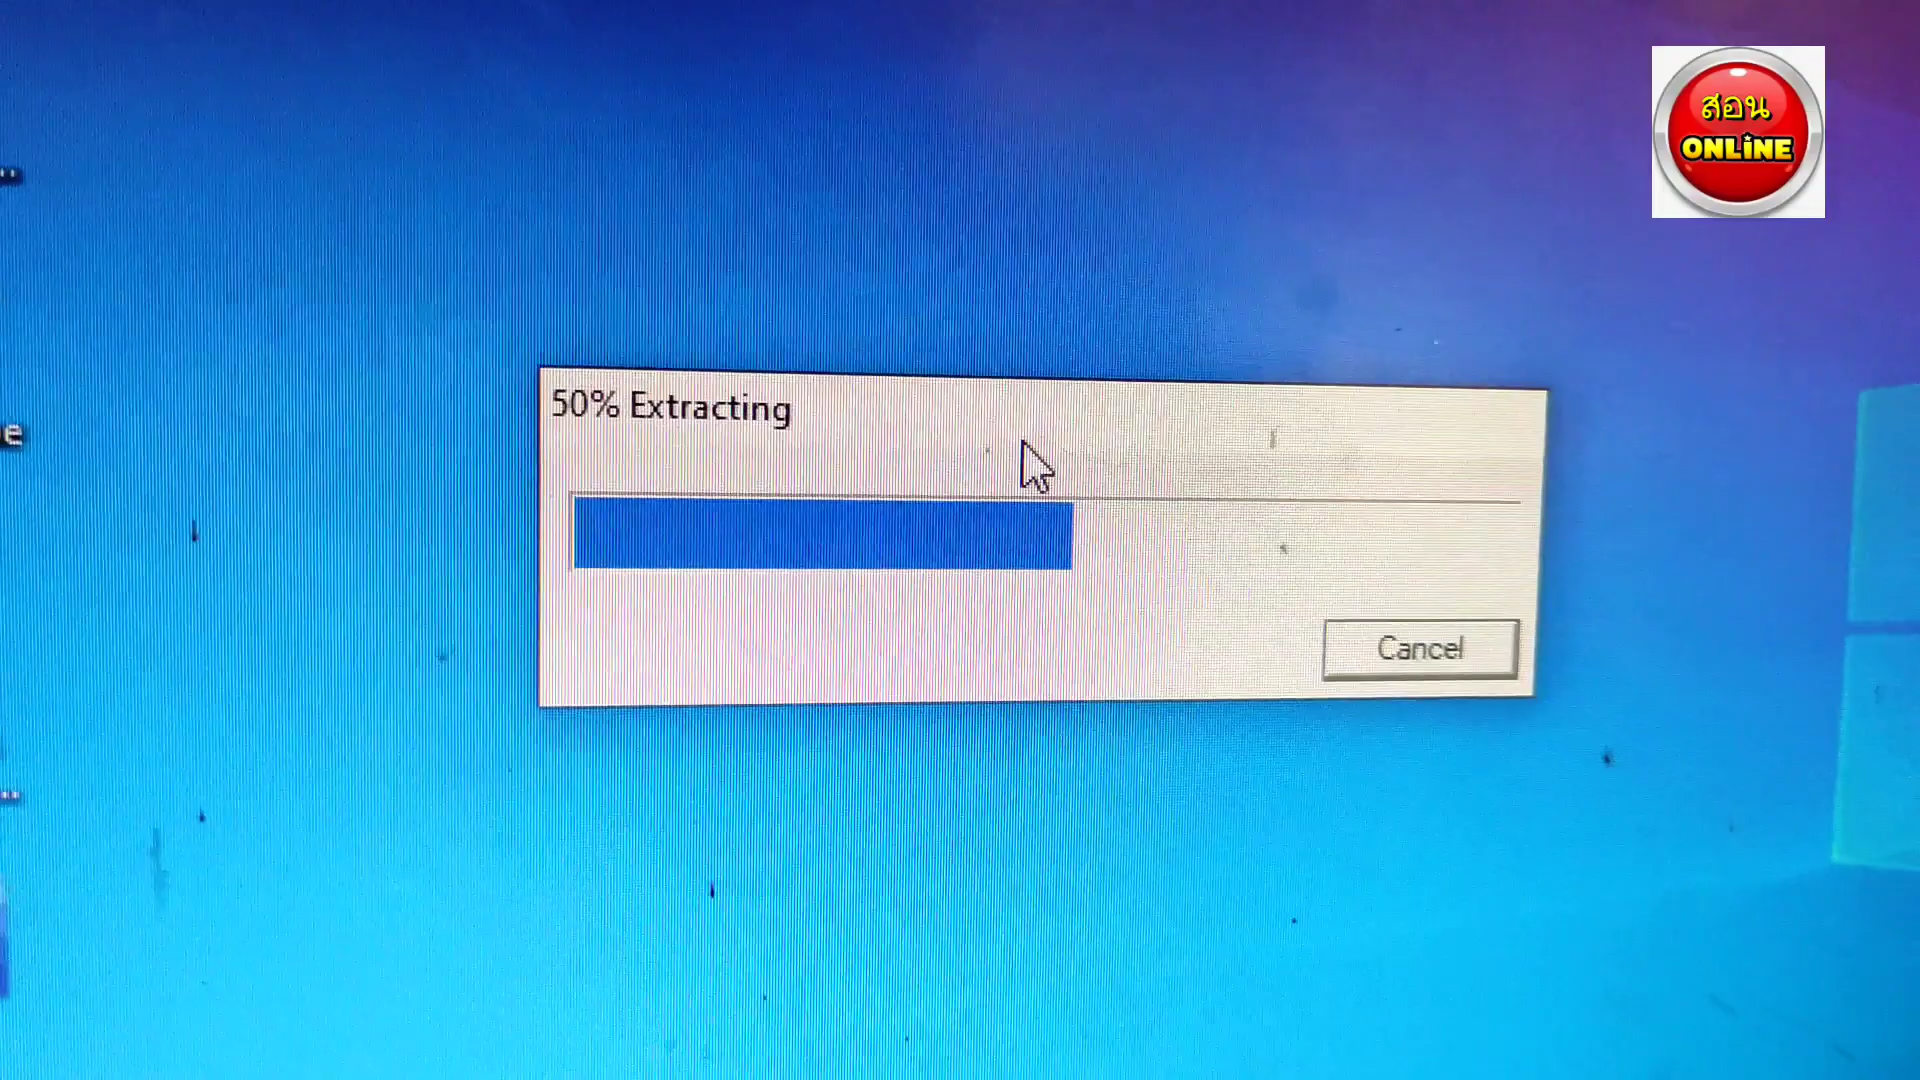 สอน
ONLINE
50% Extracting
Cancel